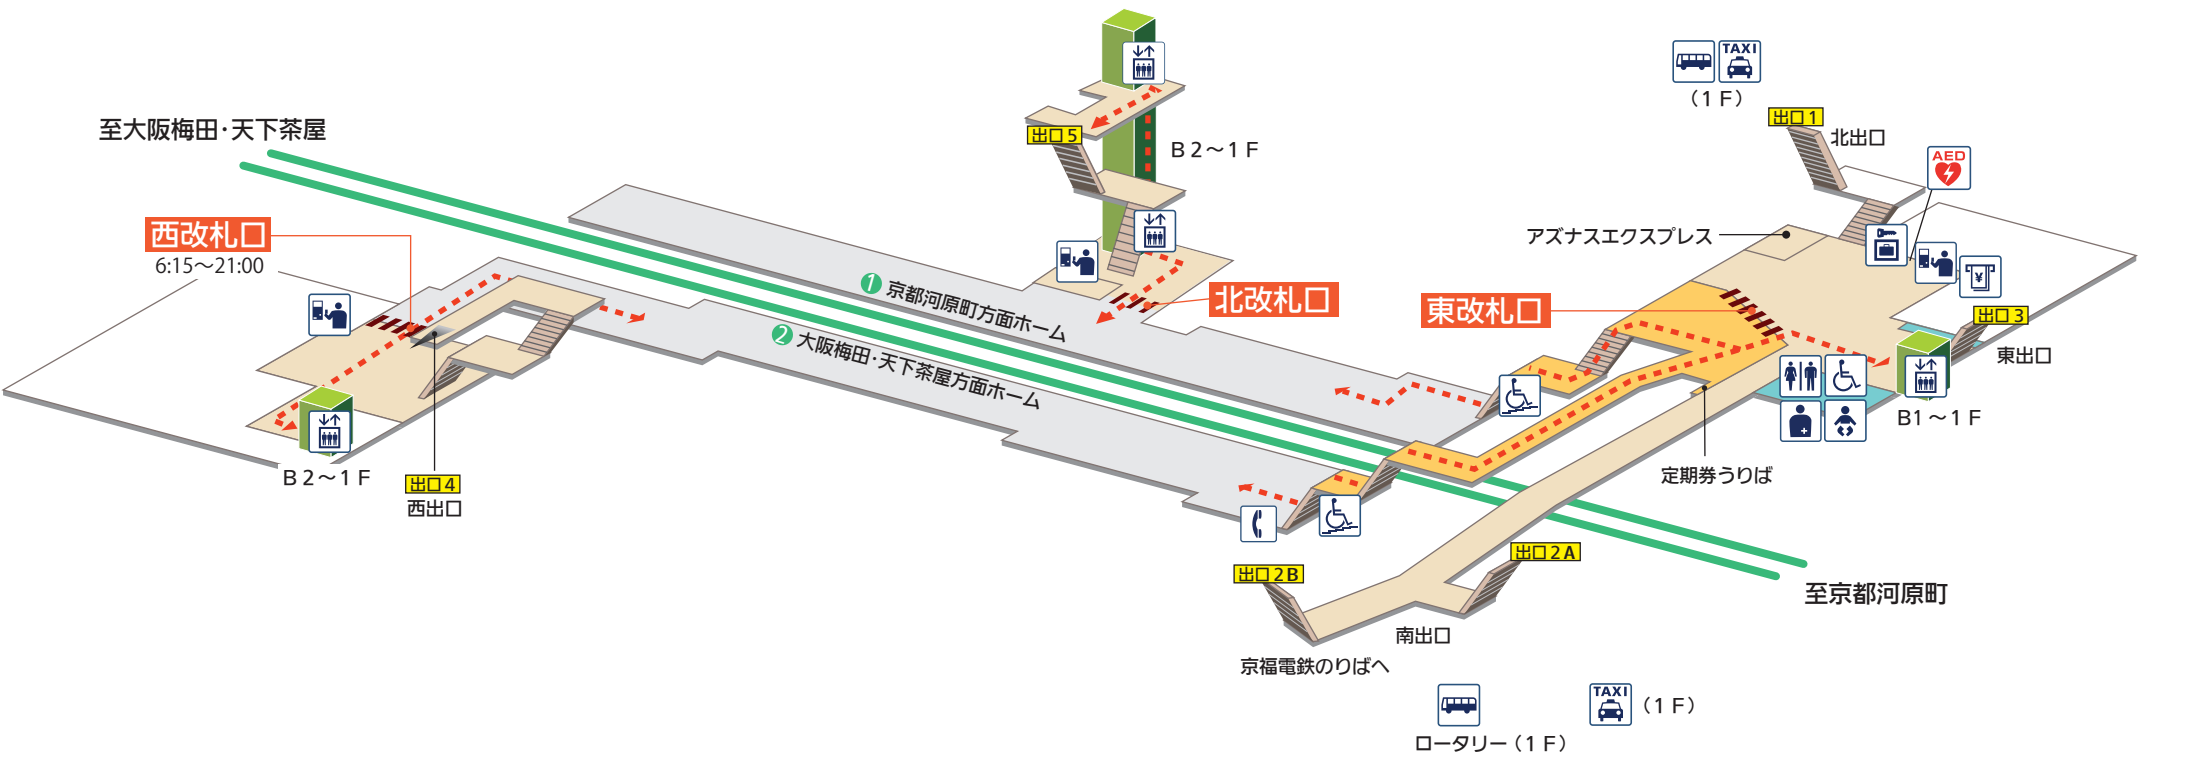 至大阪梅田･天下茶屋
西改札口
6:15～21:00
B2～1F
出口4
西出口
出口5
B2～1F
❶京都河原町方面ホーム
❷大阪梅田･天下茶屋方面ホーム
北改札口
TAXI
（1F）
出口1
北出口
AED
アズナスエクスプレス
東改札口
¥
出口3
東出口
B1～1F
定期券うりば
出口2A
出口2B
南出口
京福電鉄のりばへ
至京都河原町
TAXI
（1F）
ロータリー（1F）